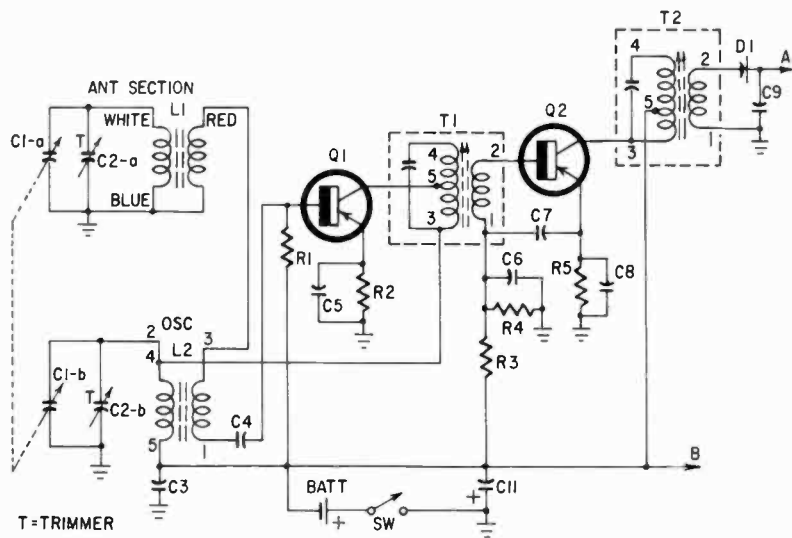 T2
4
2
D1
A
5
C9
3
1
ANT SECTION
L1
WHITE
RED
C1-a
T
C2-a
BLUE
T1
Q1
Q2
4
2
5
3
1
C7
R1
C5
R2
C6
R4
R5
C8
R3
OSC
2
4
L2
3
C1-b
T
C2-b
C4
5
1
B
C3
BATT
+
SW
+
C11
T=TRIMMER